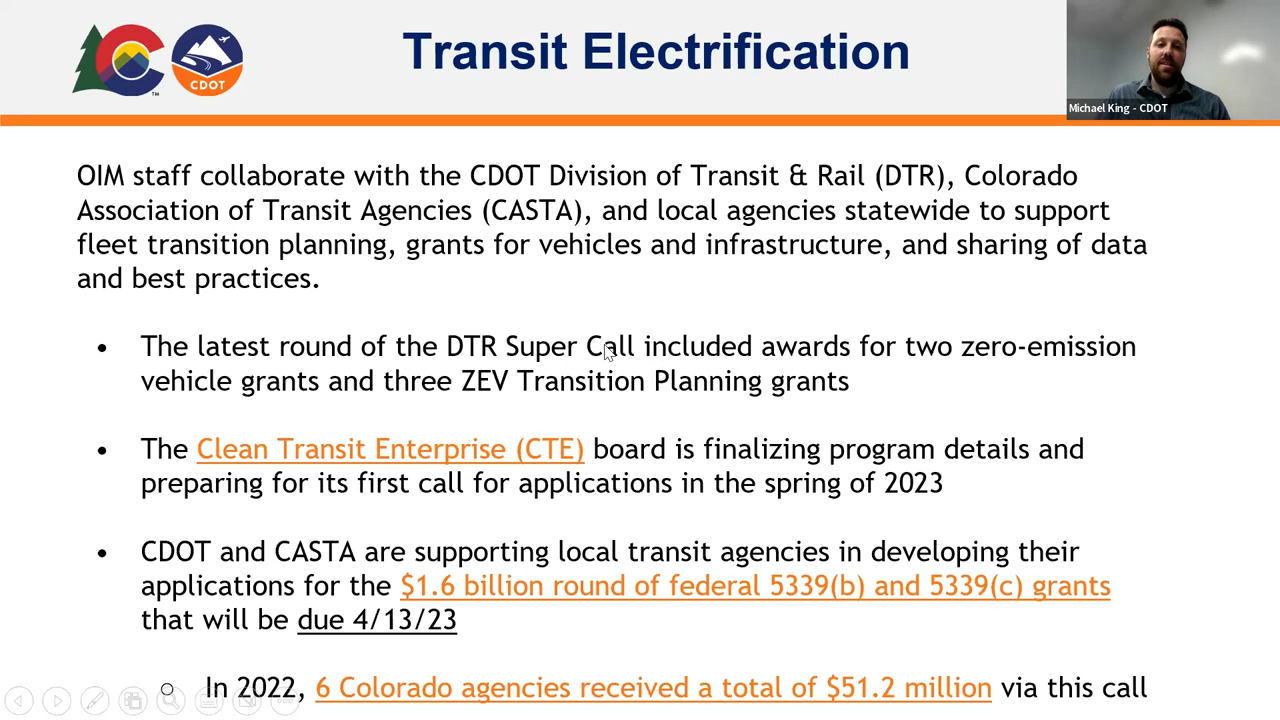 Transit Electrification
CDOT
TM
Michael King - CDOT
OIM staff collaborate with the CDOT Division of Transit & Rail (DTR), Colorado
Association of Transit Agencies (CASTA), and local agencies statewide to support
fleet transition planning, grants for vehicles and infrastructure, and sharing of data
and best practices.
• The latest round of the DTR Super Call included awards for two zero-emission
vehicle grants and three ZEV Transition Planning grants
• The Clean Transit Enterprise (CTE) board is finalizing program details and
preparing for its first call for applications in the spring of 2023
• CDOT and CASTA are supporting local transit agencies in developing their
applications for the $1.6 billion round of federal 5339(b) and 5339(c) grants
that will be due 4/13/23
○ In 2022, 6 Colorado agencies received a total of $51.2 million via this call